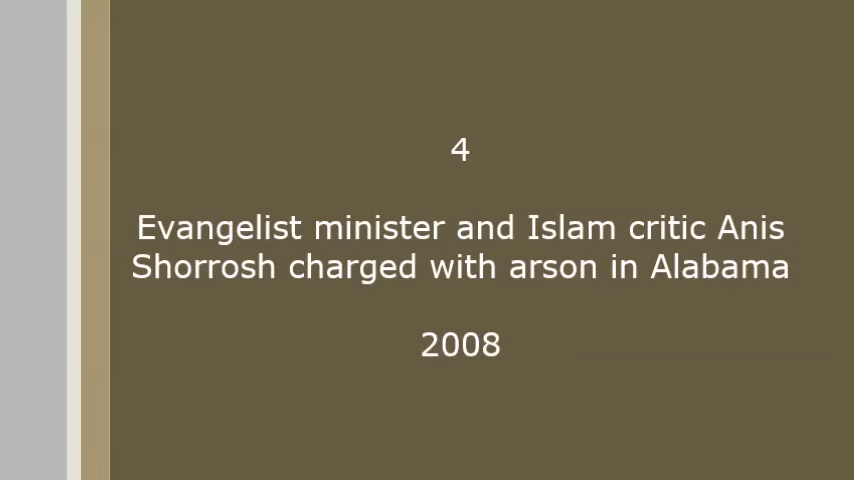 4
Evangelist minister and Islam critic Anis
Shorrosh charged with arson in Alabama
2008